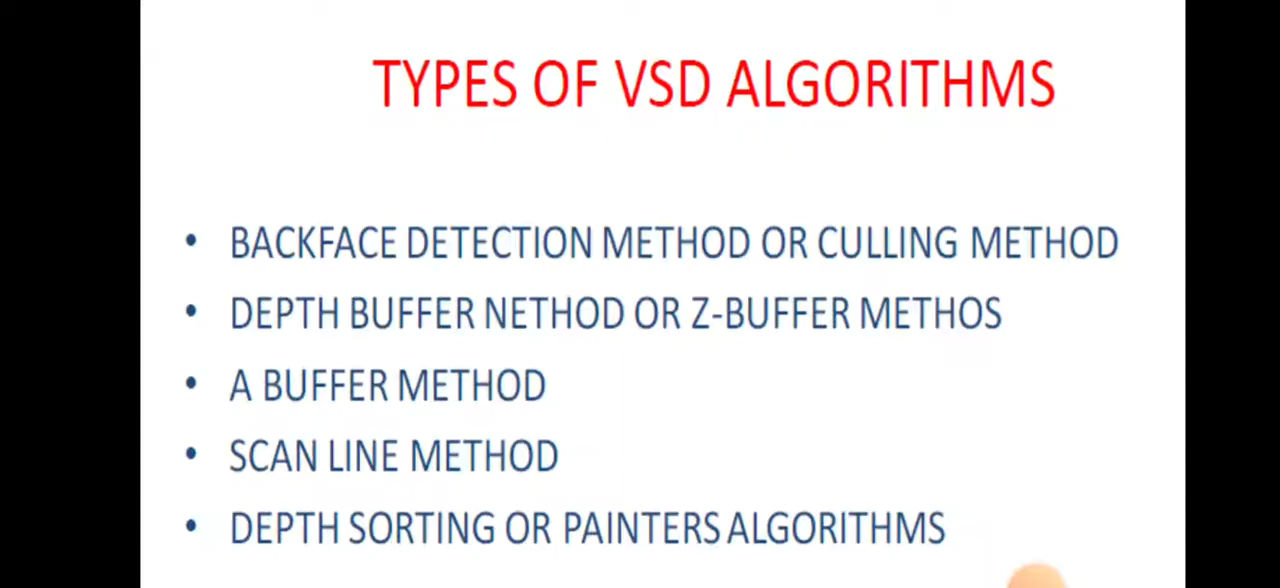 TYPES OF VSD ALGORITHMS
• BACKFACE DETECTION METHOD OR CULLING METHOD
• DEPTH BUFFER NETHOD OR Z-BUFFER METHOS
• A BUFFER METHOD
• SCAN LINE METHOD
• DEPTH SORTING OR PAINTERS ALGORITHMS